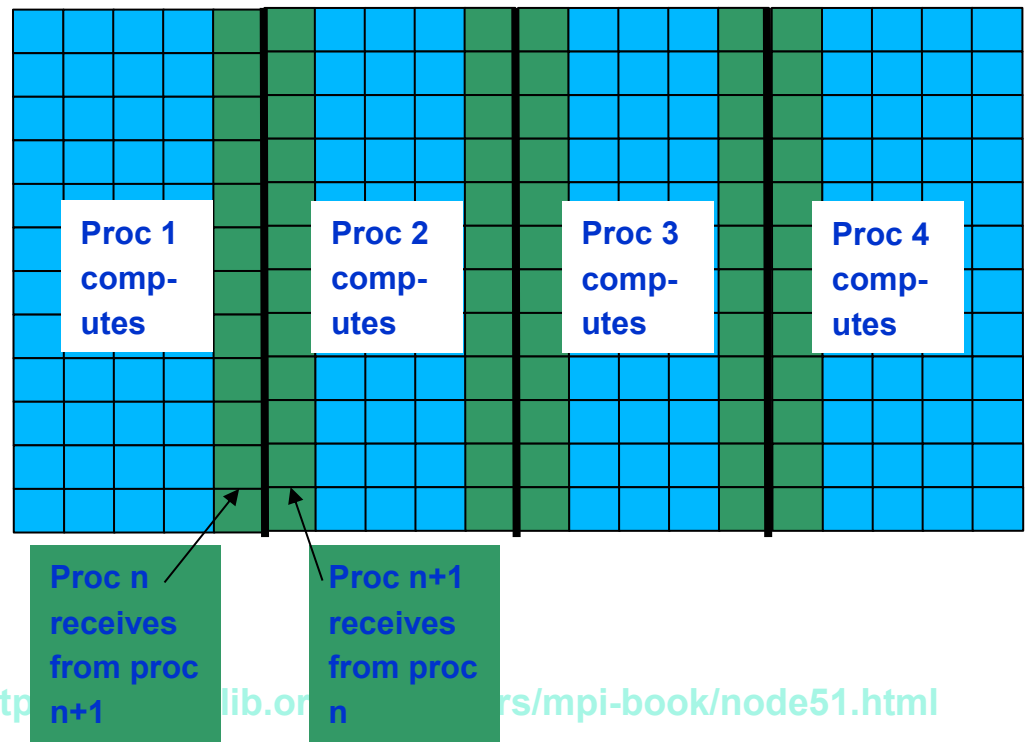 Proc 1
comp-
utes
Proc 2
comp-
utes
Proc 3
comp-
utes
Proc 4
comp-
utes
Proc n
receives
from proc
n+1
Proc n+1
receives
from proc
n
tp lib.or rs/mpi-book/node51.html